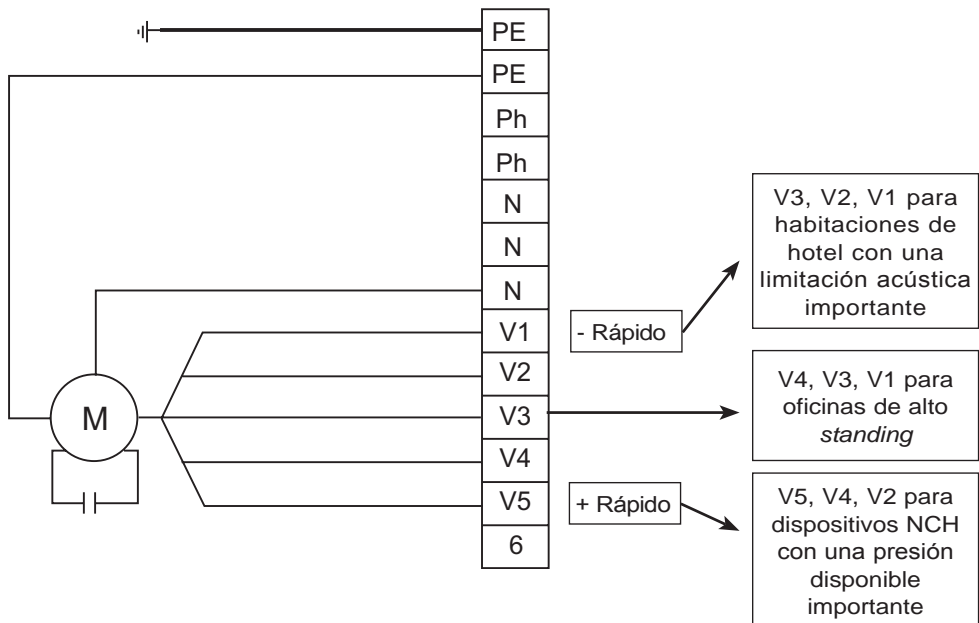 PE
PE
Ph
Ph
N
N
N
V1
V2
V3
V4
V5
6
M
- Rápido
+ Rápido
V3, V2, V1 para
habitaciones de
hotel con una
limitación acústica
importante
V4, V3, V1 para
oficinas de alto
standing
V5, V4, V2 para
dispositivos NCH
con una presión
disponible
importante